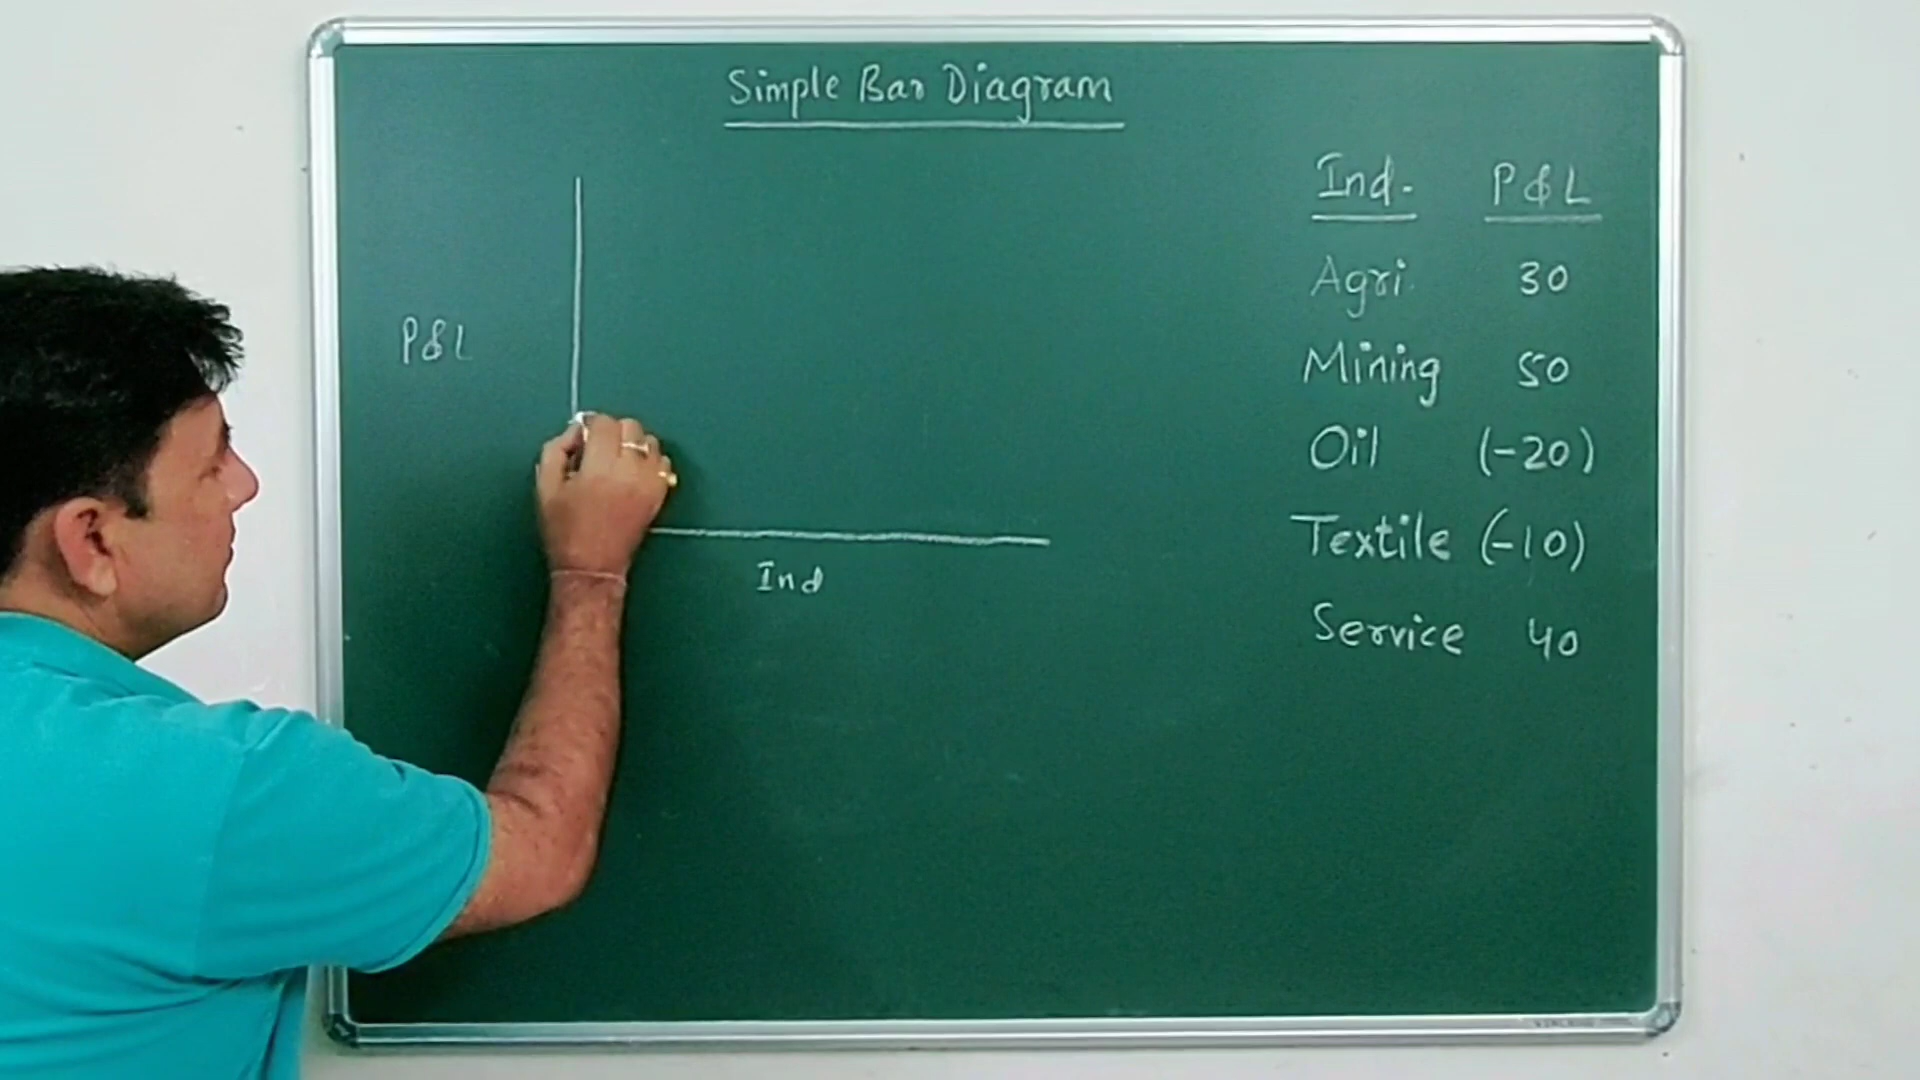 Simple Bar Diagram
Ind. P&L
Agri. 30
Mining 50
Oil (-20)
Textile (-10)
Service 40
P&L
Ind